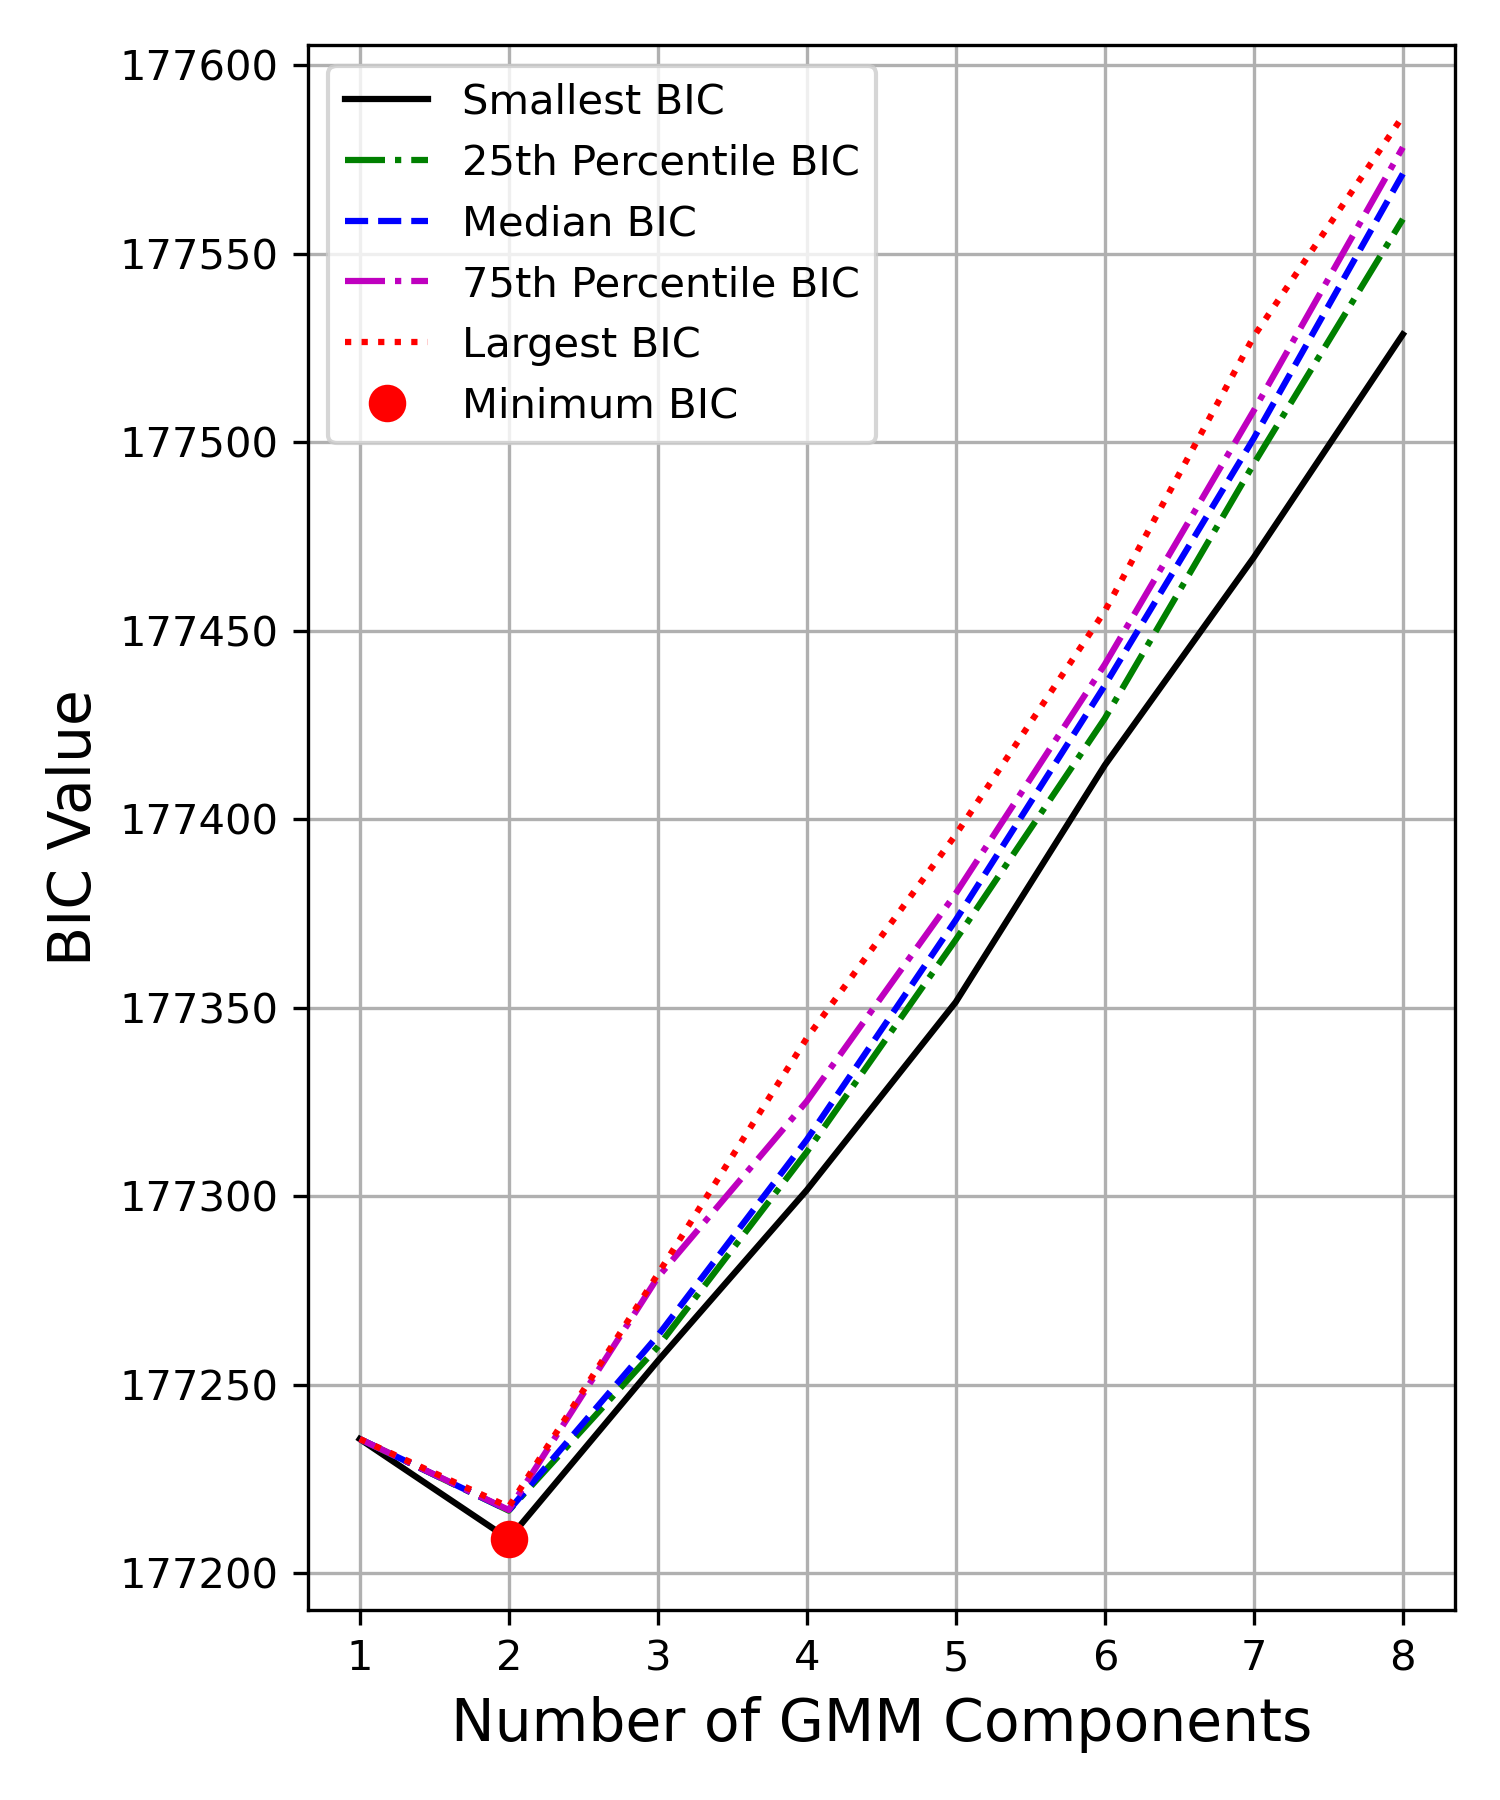 177600
177550
177500
177450
177400
177350
177300
177250
177200
BIC Value
Smallest BIC
25th Percentile BIC
Median BIC
75th Percentile BIC
Largest BIC
Minimum BIC
1 2 3 4 5 6 7 8
Number of GMM Components